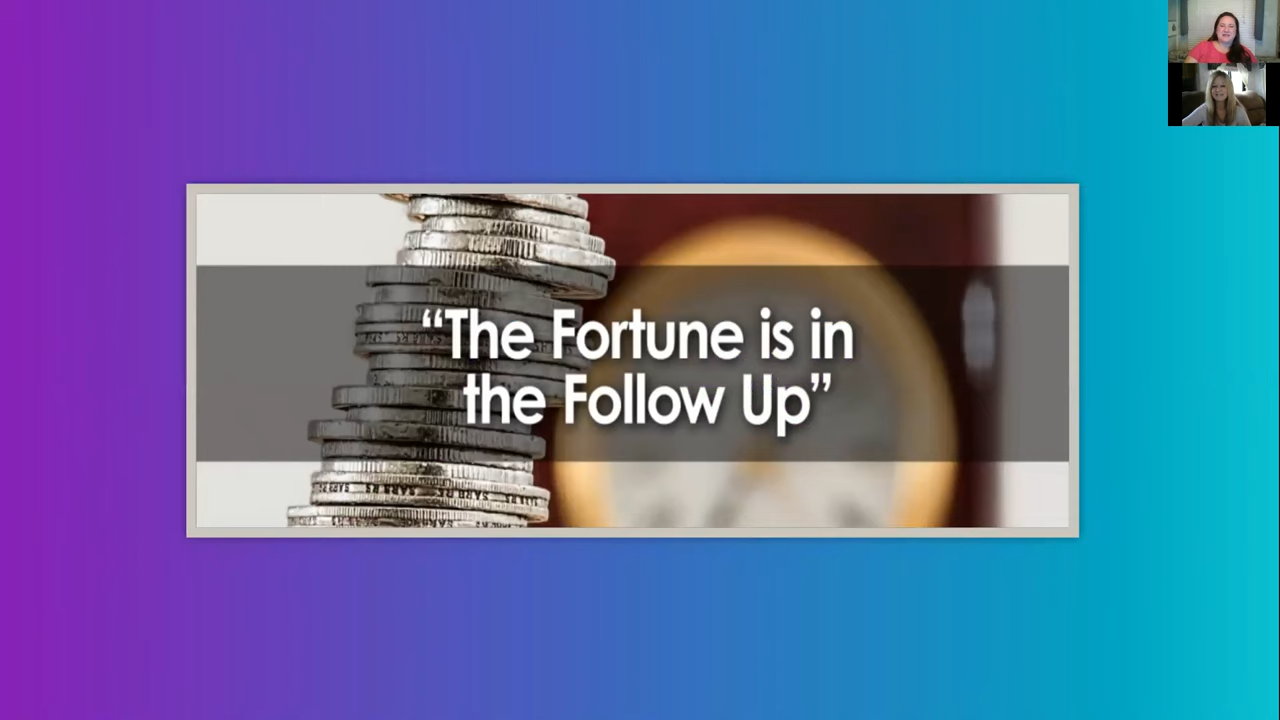 “The Fortune is in
the Follow Up”